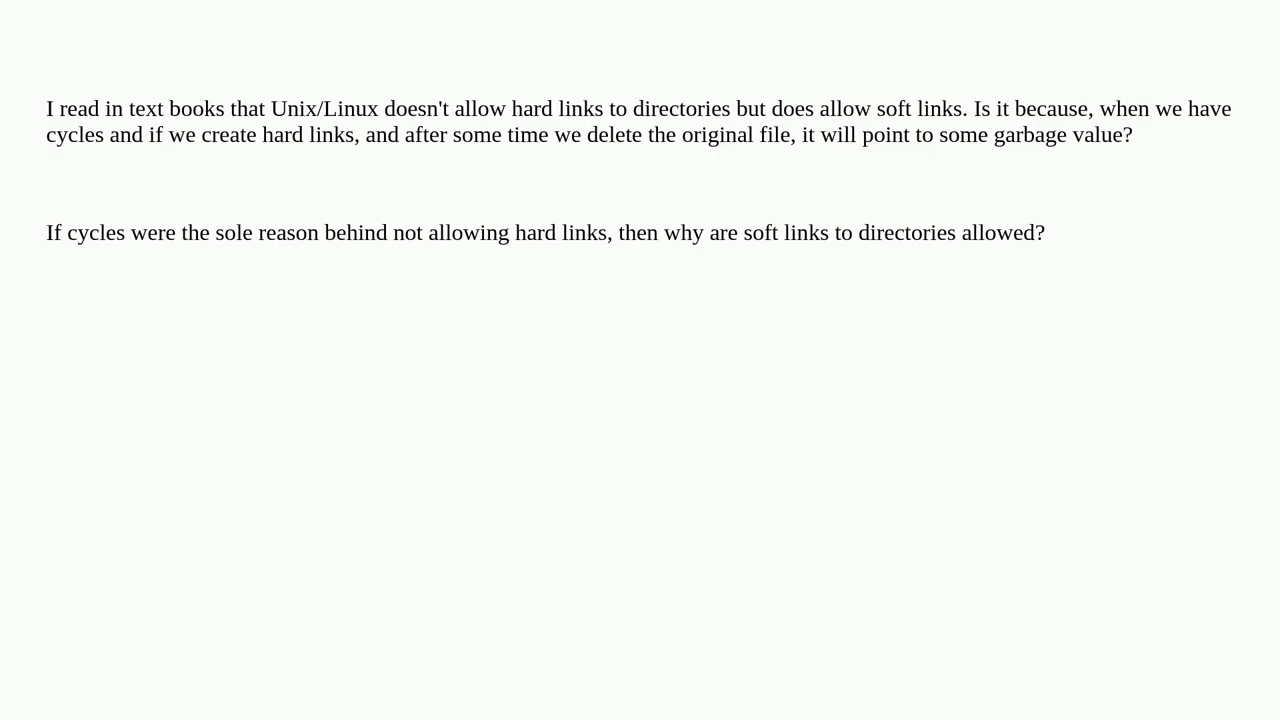 I read in text books that Unix/Linux doesn't allow hard links to directories but does allow soft links. Is it because, when we have
cycles and if we create hard links, and after some time we delete the original file, it will point to some garbage value?
If cycles were the sole reason behind not allowing hard links, then why are soft links to directories allowed?